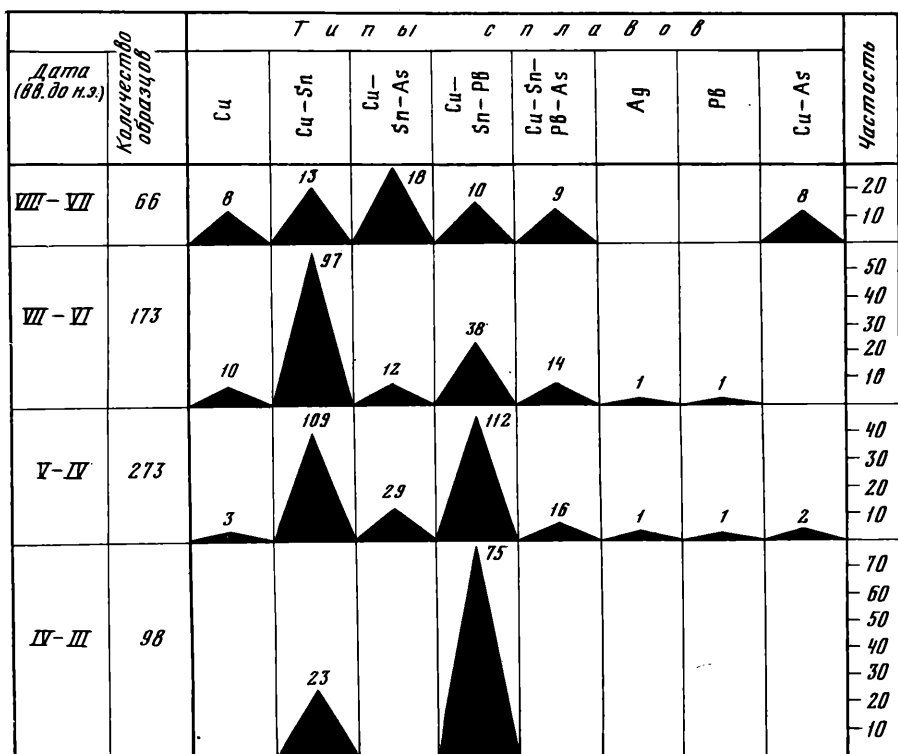 Типы сплавов
Дата
(вв. до н.э.)
Количество
образцов
Cu
Cu-Sn
Cu-
Sn-As
Cu-
Sn-Pв
Cu-Sn-
Pв-As
Ag
Pв
Cu-As
Частость
VIII-VII 66 8 13 18 10 9 8
20
10
VII-VI 173 10 97 12 38 14 1 1
50
40
30
20
10
V-IV 273 3 109 29 112 16 1 1 2
40
30
20
10
IV-III 98 23 75
70
60
50
40
30
20
10